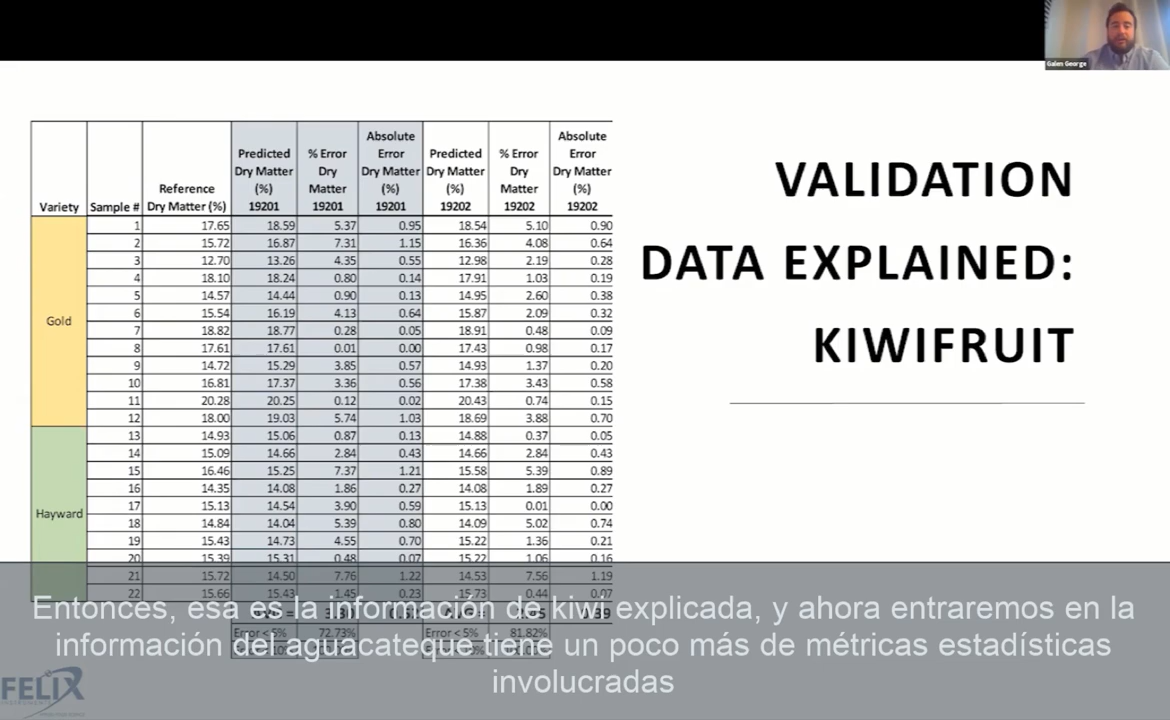 Galen George
VALIDATION
DATA EXPLAINED:
KIWIFRUIT
Variety Sample # Reference Dry Matter (%) Predicted Dry Matter (%) 19201 % Error Dry Matter 19201 Absolute Error Dry Matter (%) 19201 Predicted Dry Matter (%) 19202 % Error Dry Matter 19202 Absolute Error Dry Matter (%) 19202
Gold
1 17.65 18.59 5.37 0.95 18.54 5.10 0.90
2 15.72 16.87 7.31 1.15 16.36 4.08 0.64
3 12.70 13.26 4.35 0.55 12.98 2.19 0.28
4 18.10 18.24 0.80 0.14 17.91 1.03 0.19
5 14.57 14.44 0.90 0.13 14.95 2.60 0.38
6 15.54 16.19 4.13 0.64 15.87 2.09 0.32
7 18.82 18.77 0.28 0.05 18.91 0.48 0.09
8 17.61 17.61 0.01 0.00 17.43 0.98 0.17
9 14.72 15.29 3.85 0.57 14.93 1.37 0.20
10 16.81 17.37 3.36 0.56 17.38 3.43 0.58
11 20.28 20.25 0.12 0.02 20.43 0.74 0.15
12 18.00 19.03 5.74 1.03 18.69 3.88 0.70
Hayward
13 14.93 15.06 0.87 0.13 14.88 0.37 0.05
14 15.09 14.66 2.84 0.43 14.66 2.84 0.43
15 16.46 15.25 7.37 1.21 15.58 5.39 0.89
16 14.35 14.08 1.86 0.27 14.08 1.89 0.27
17 15.13 14.54 3.90 0.59 15.13 0.01 0.00
18 14.84 14.04 5.39 0.80 14.09 5.02 0.74
19 15.43 14.73 4.55 0.70 15.22 1.36 0.21
20 15.39 15.31 0.48 0.07 15.22 1.06 0.16
21 15.72 14.50 7.76 1.22 14.53 7.56 1.19
22 15.66 15.43 1.45 0.23 15.73 0.44 0.07
Error < 5% 72.73% Error < 5% 81.82%
Entonces, esa es la información de kiwi explicada, y ahora entraremos en la
información del aguacateque tiene un poco más de métricas estadísticas
involucradas
FELIX